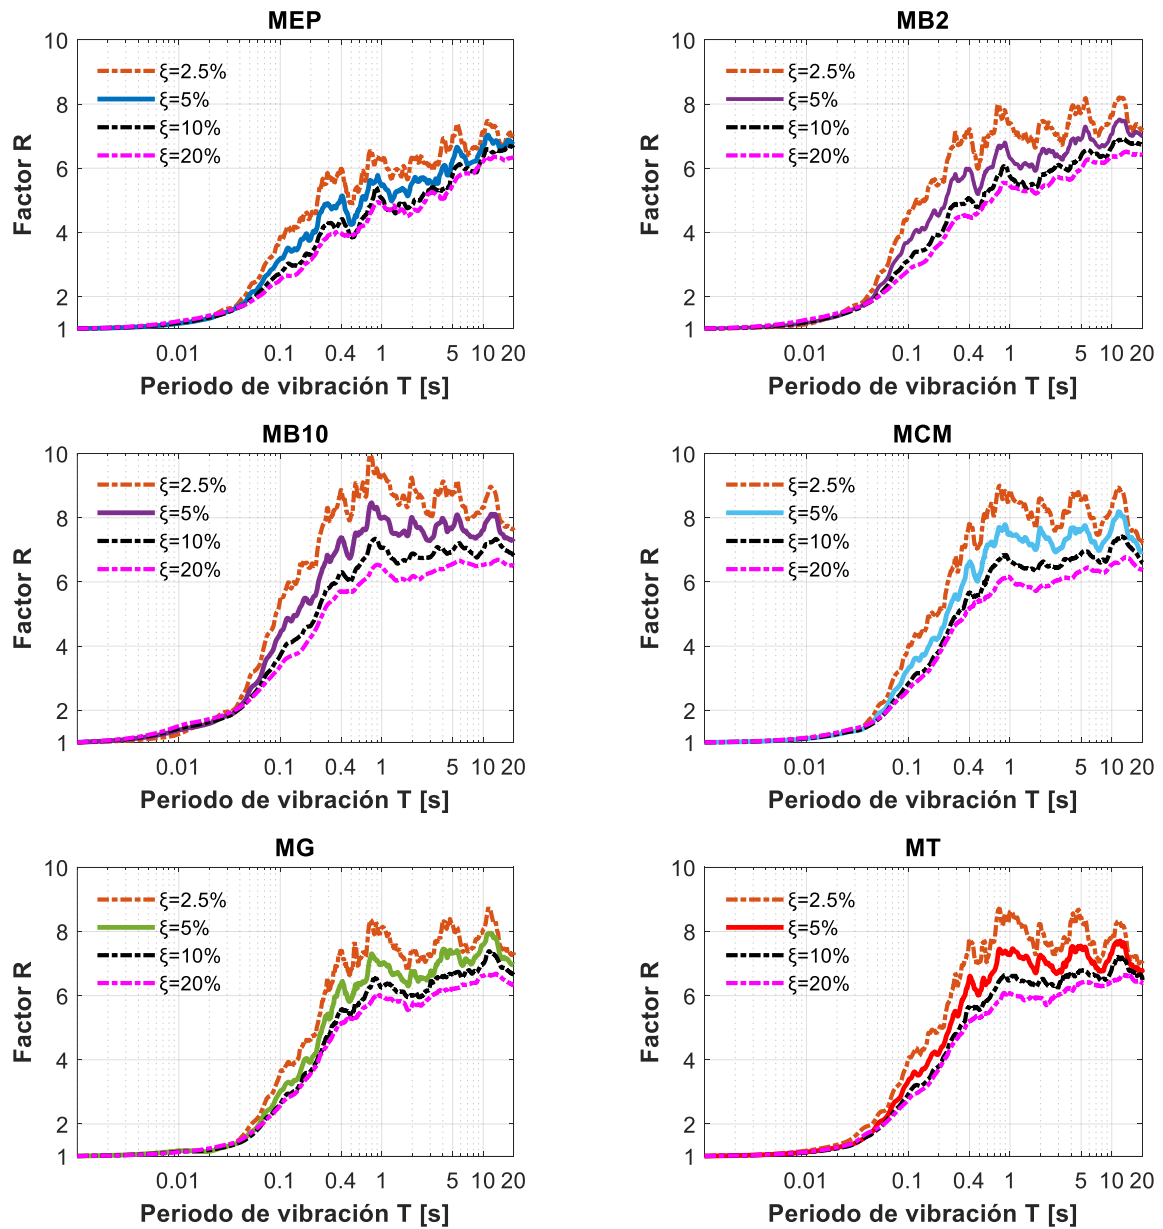 MEP
10
8
6
4
2
1
Factor R
ξ=2.5%
ξ=5%
ξ=10%
ξ=20%
0.01 0.1 0.4 1 5 10 20
Periodo de vibración T [s]
MB2
10
8
6
4
2
1
Factor R
ξ=2.5%
ξ=5%
ξ=10%
ξ=20%
0.01 0.1 0.4 1 5 10 20
Periodo de vibración T [s]
MB10
10
8
6
4
2
1
Factor R
ξ=2.5%
ξ=5%
ξ=10%
ξ=20%
0.01 0.1 0.4 1 5 10 20
Periodo de vibración T [s]
MCM
10
8
6
4
2
1
Factor R
ξ=2.5%
ξ=5%
ξ=10%
ξ=20%
0.01 0.1 0.4 1 5 10 20
Periodo de vibración T [s]
MG
10
8
6
4
2
1
Factor R
ξ=2.5%
ξ=5%
ξ=10%
ξ=20%
0.01 0.1 0.4 1 5 10 20
Periodo de vibración T [s]
MT
10
8
6
4
2
1
Factor R
ξ=2.5%
ξ=5%
ξ=10%
ξ=20%
0.01 0.1 0.4 1 5 10 20
Periodo de vibración T [s]